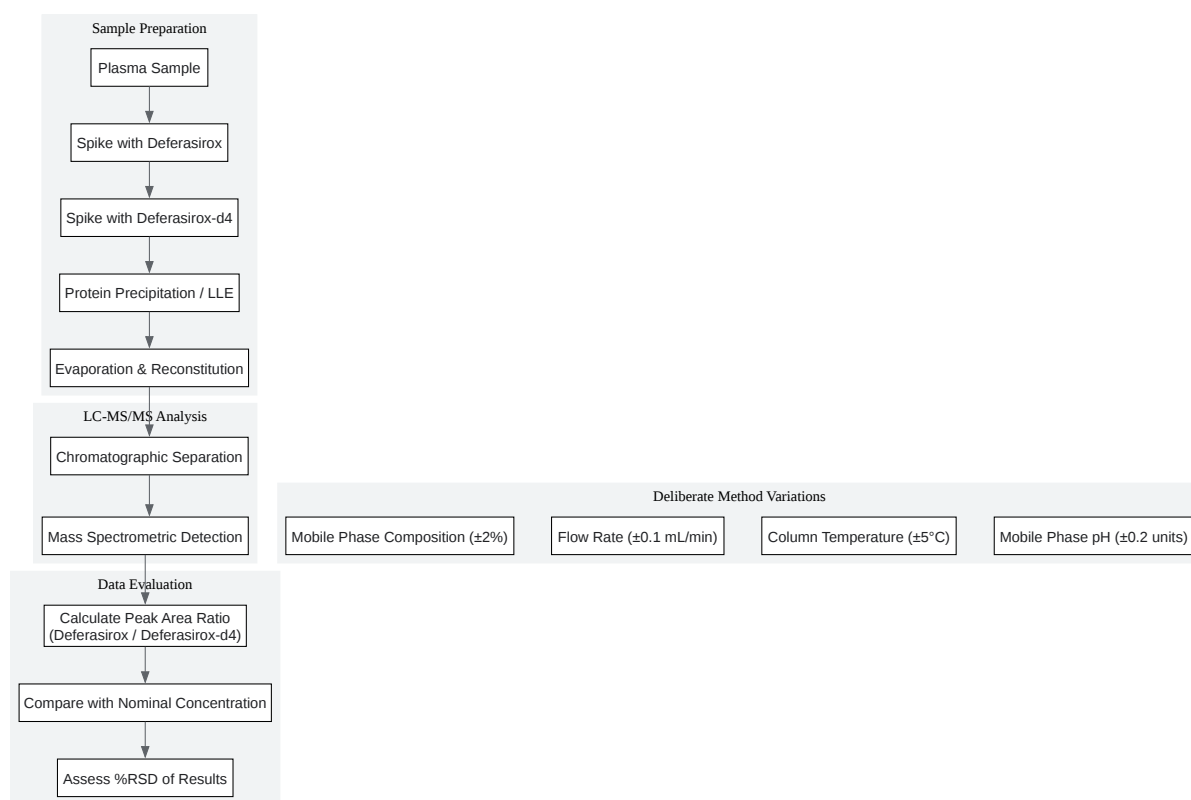 Sample Preparation
Plasma Sample
Spike with Deferasirox
Spike with Deferasirox-d4
Protein Precipitation / LLE
Evaporation & Reconstitution
LC-MS/MS Analysis
Chromatographic Separation
Mass Spectrometric Detection
Deliberate Method Variations
Mobile Phase Composition (±2%)
Flow Rate (±0.1 mL/min)
Column Temperature (±5°C)
Mobile Phase pH (±0.2 units)
Data Evaluation
Calculate Peak Area Ratio
(Deferasirox / Deferasirox-d4)
Compare with Nominal Concentration
Assess %RSD of Results